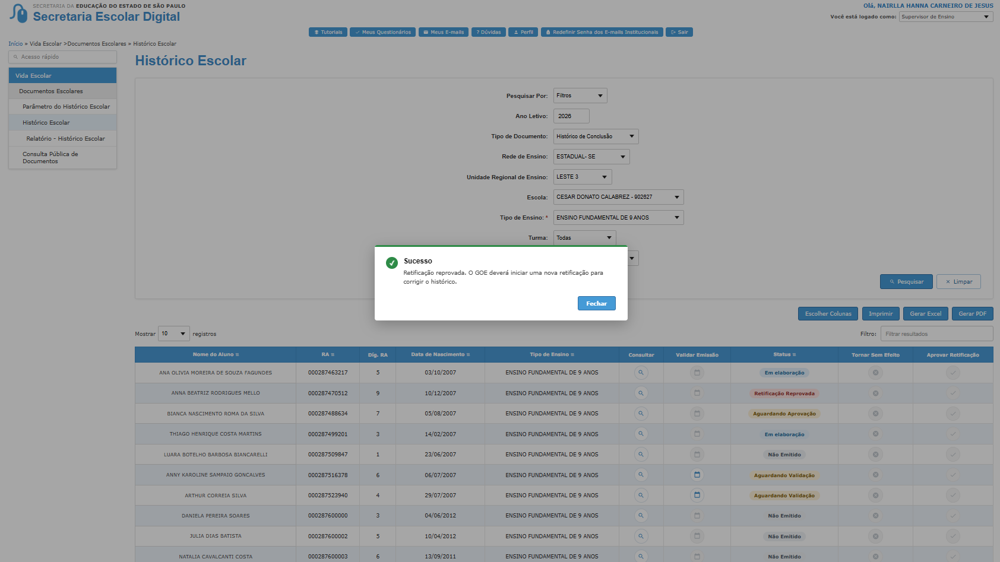 SECRETARIA DA EDUCAÇÃO DO ESTADO DE SÃO PAULO
Secretaria Escolar Digital
Olá, NAIRLLA HANNA CARNEIRO DE JESUS
Você está logado como: Supervisor de Ensino
Tutoriais Meus Questionários Meus E-mails ? Dúvidas Perfil Redefinir Senha dos E-mails Institucionais Sair
Início » Vida Escolar >Documentos Escolares » Histórico Escolar
Acesso rápido
Vida Escolar
Documentos Escolares
Parâmetro do Histórico Escolar
Histórico Escolar
Relatório - Histórico Escolar
Consulta Pública de
Documentos
Histórico Escolar
Pesquisar Por: Filtros
Ano Letivo: 2026
Tipo de Documento: Histórico de Conclusão
Rede de Ensino: ESTADUAL- SE
Unidade Regional de Ensino: LESTE 3
Escola: CESAR DONATO CALABREZ - 902627
Tipo de Ensino: * ENSINO FUNDAMENTAL DE 9 ANOS
Turma: Todas
Sucesso
Retificação reprovada. O GOE deverá iniciar uma nova retificação para
corrigir o histórico.
Fechar
Pesquisar Limpar
Escolher Colunas Imprimir Gerar Excel Gerar PDF
Mostrar 10 registros
Filtro: Filtrar resultados
Nome do Aluno RA Dig. RA Data de Nascimento Tipo de Ensino Consultar Validar Emissão Status Tornar Sem Efeito Aprovar Retificação
ANA OLIVIA MOREIRA DE SOUZA FAGUNDES 000287463217 5 03/10/2007 ENSINO FUNDAMENTAL DE 9 ANOS Em elaboração
ANNA BEATRIZ RODRIGUES MELLO 000287470512 9 10/12/2007 ENSINO FUNDAMENTAL DE 9 ANOS Retificação Reprovada
BIANCA NASCIMENTO ROMA DA SILVA 000287488634 7 05/08/2007 ENSINO FUNDAMENTAL DE 9 ANOS Aguardando Aprovação
THIAGO HENRIQUE COSTA MARTINS 000287499201 3 14/02/2007 ENSINO FUNDAMENTAL DE 9 ANOS Em elaboração
LUARA BOTELHO BARBOSA BIANCARELLI 000287509847 1 23/06/2007 ENSINO FUNDAMENTAL DE 9 ANOS Não Emitido
ANNY KAROLINE SAMPAIO GONCALVES 000287516378 6 06/07/2007 ENSINO FUNDAMENTAL DE 9 ANOS Aguardando Validação
ARTHUR CORREIA SILVA 000287523940 4 29/07/2007 ENSINO FUNDAMENTAL DE 9 ANOS Aguardando Validação
DANIELA PEREIRA SOARES 000287600000 3 04/06/2012 ENSINO FUNDAMENTAL DE 9 ANOS Não Emitido
JULIA DIAS BATISTA 000287600002 5 10/04/2012 ENSINO FUNDAMENTAL DE 9 ANOS Não Emitido
NATALIA CAVALCANTI COSTA 000287600003 6 13/09/2011 ENSINO FUNDAMENTAL DE 9 ANOS Não Emitido